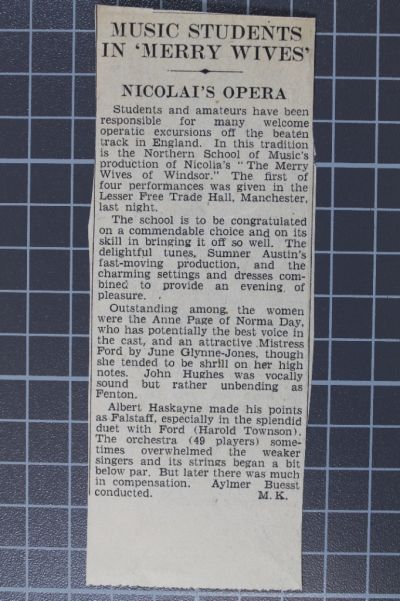 MUSIC STUDENTS
IN 'MERRY WIVES'
NICOLAI'S OPERA
Students and amateurs have been
responsible for many welcome
operatic excursions off the beaten
track in England. In this tradition
is the Northern School of Music's
production of Nicolia's "The Merry
Wives of Windsor." The first of
four performances was given in the
Lesser Free Trade Hall, Manchester,
last night.
The school is to be congratulated
on a commendable choice and on its
skill in bringing it off so well. The
delightful tunes, Sumner Austin's
fast-moving production, and the
charming settings and dresses com-
bined to provide an evening of
pleasure.
Outstanding among the women
were the Anne Page of Norma Day,
who has potentially the best voice in
the cast, and an attractive Mistress
Ford by June Glynne-Jones, though
she tended to be shrill on her high
notes. John Hughes was vocally
sound but rather unbending as
Fenton.
Albert Haskayne made his points
as Falstaff, especially in the splendid
duet with Ford (Harold Townson).
The orchestra (49 players) some-
times overwhelmed the weaker
singers and its strings began a bit
below par. But later there was much
in compensation. Aylmer Buesst
conducted. M. K.